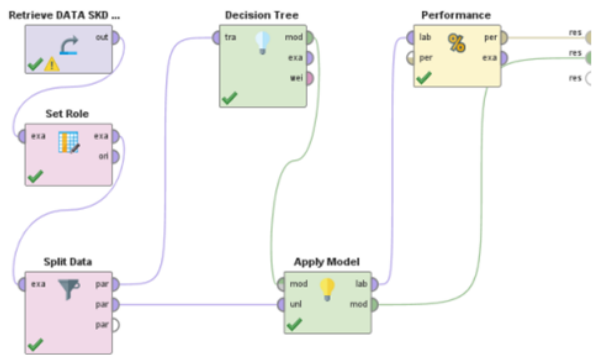 Retrieve DATA SKD ...
out
Decision Tree
tra mod
exa
wei
Performance
lab per
per exa
res
res
res
Set Role
exa exa
ori
Split Data
exa par
par
par
Apply Model
mod lab
unl mod